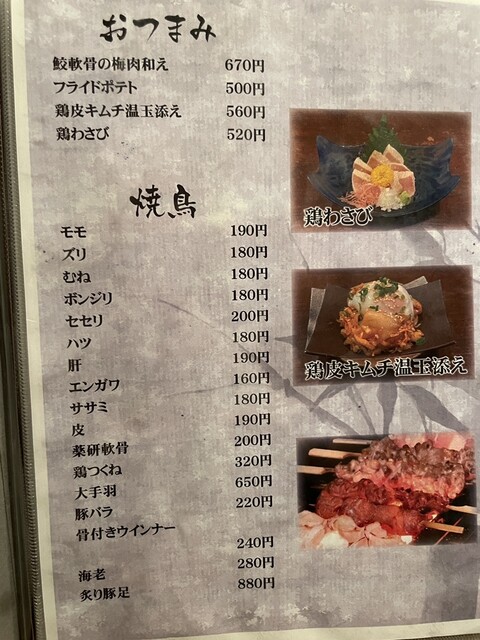 おつまみ
鮫軟骨の梅肉和え 670円
フライドポテト 500円
鶏皮キムチ温玉添え 560円
鶏わさび 520円
焼鳥
モモ 190円
ズリ 180円
むね 180円
ボンジリ 180円
セセリ 200円
ハツ 180円
肝 190円
エンガワ 160円
ササミ 180円
皮 190円
薬研軟骨 200円
鶏つくね 320円
大手羽 650円
豚バラ 220円
骨付きウインナー 240円
海老 280円
炙り豚足 880円
鶏わさび
鶏皮キムチ温玉添え